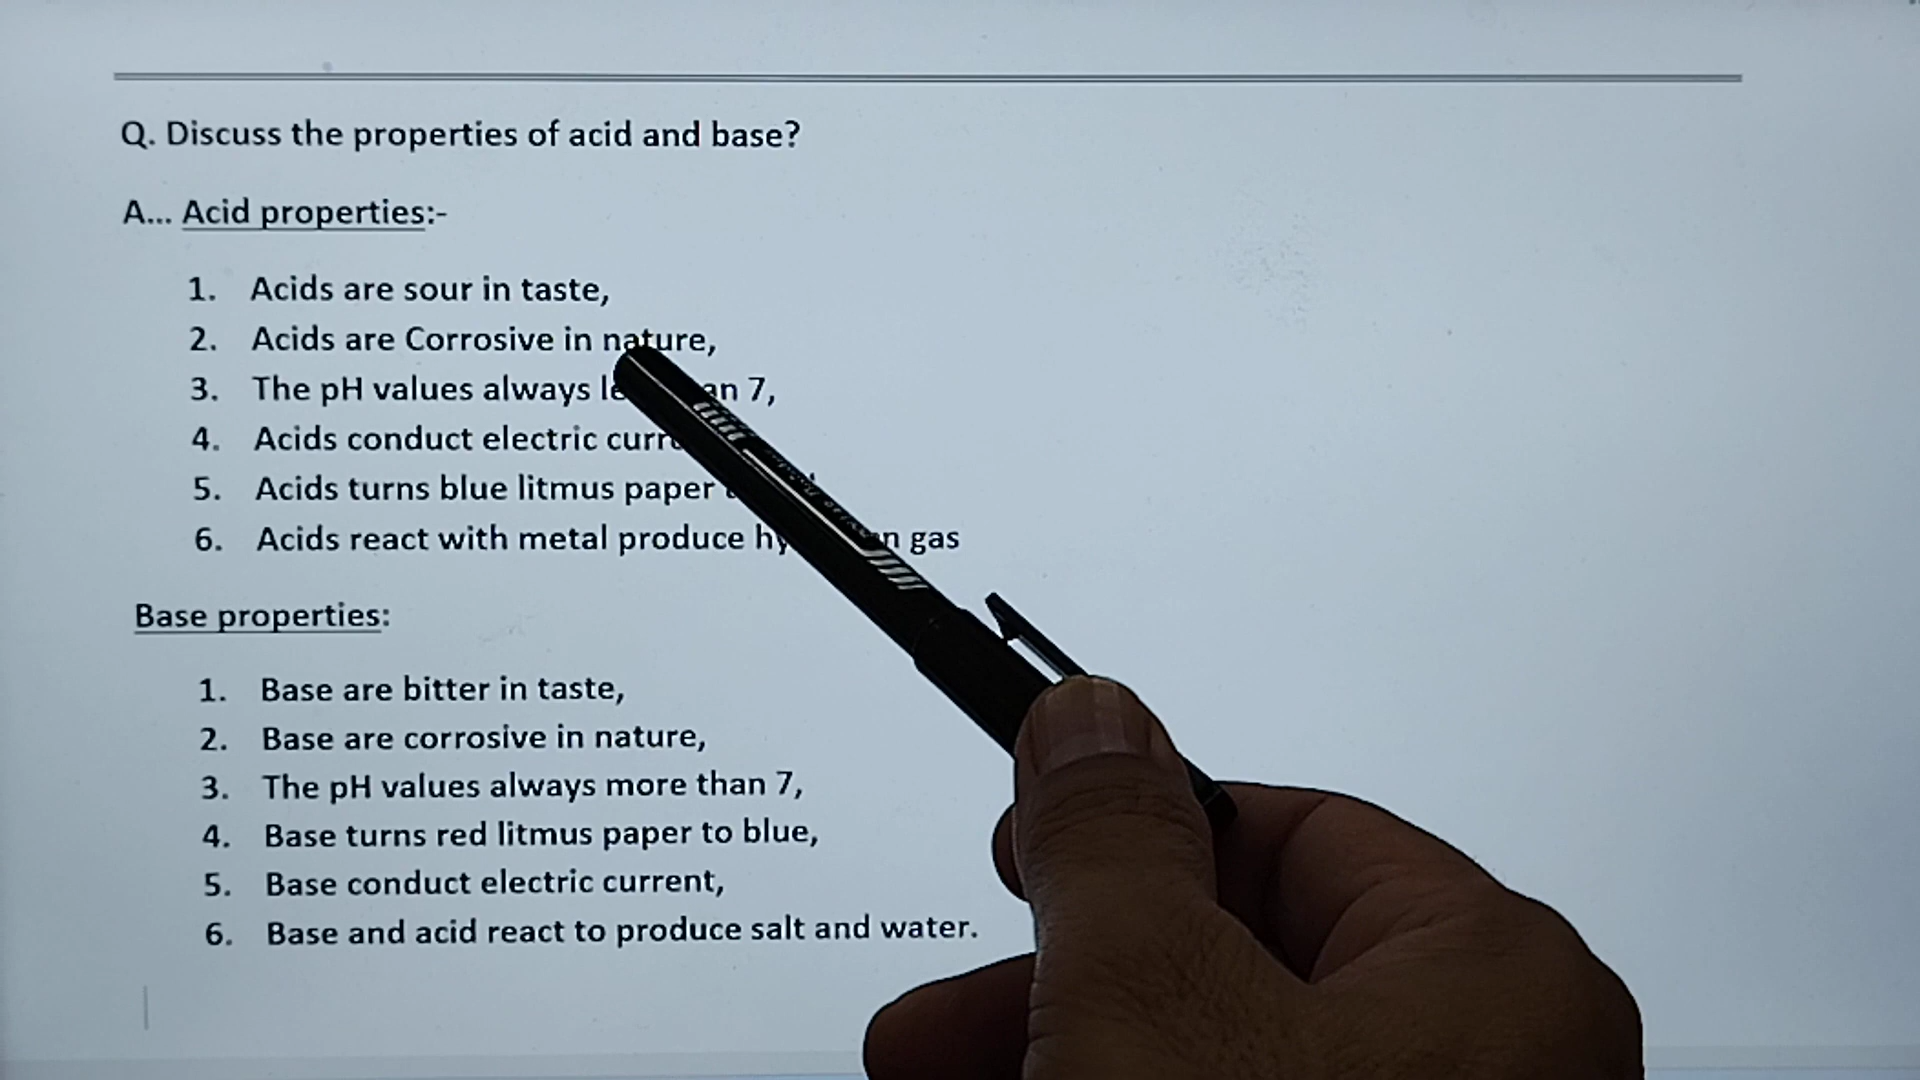 Q. Discuss the properties of acid and base?
A... Acid properties:-
1. Acids are sour in taste,
2. Acids are Corrosive in nature,
3. The pH values always 7,
4. Acids conduct electric
5. Acids turns blue litmus paper
6. Acids react with metal produce gas
Base properties:
1. Base are bitter in taste,
2. Base are corrosive in nature,
3. The pH values always more than 7,
4. Base turns red litmus paper to blue,
5. Base conduct electric current,
6. Base and acid react to produce salt and water.